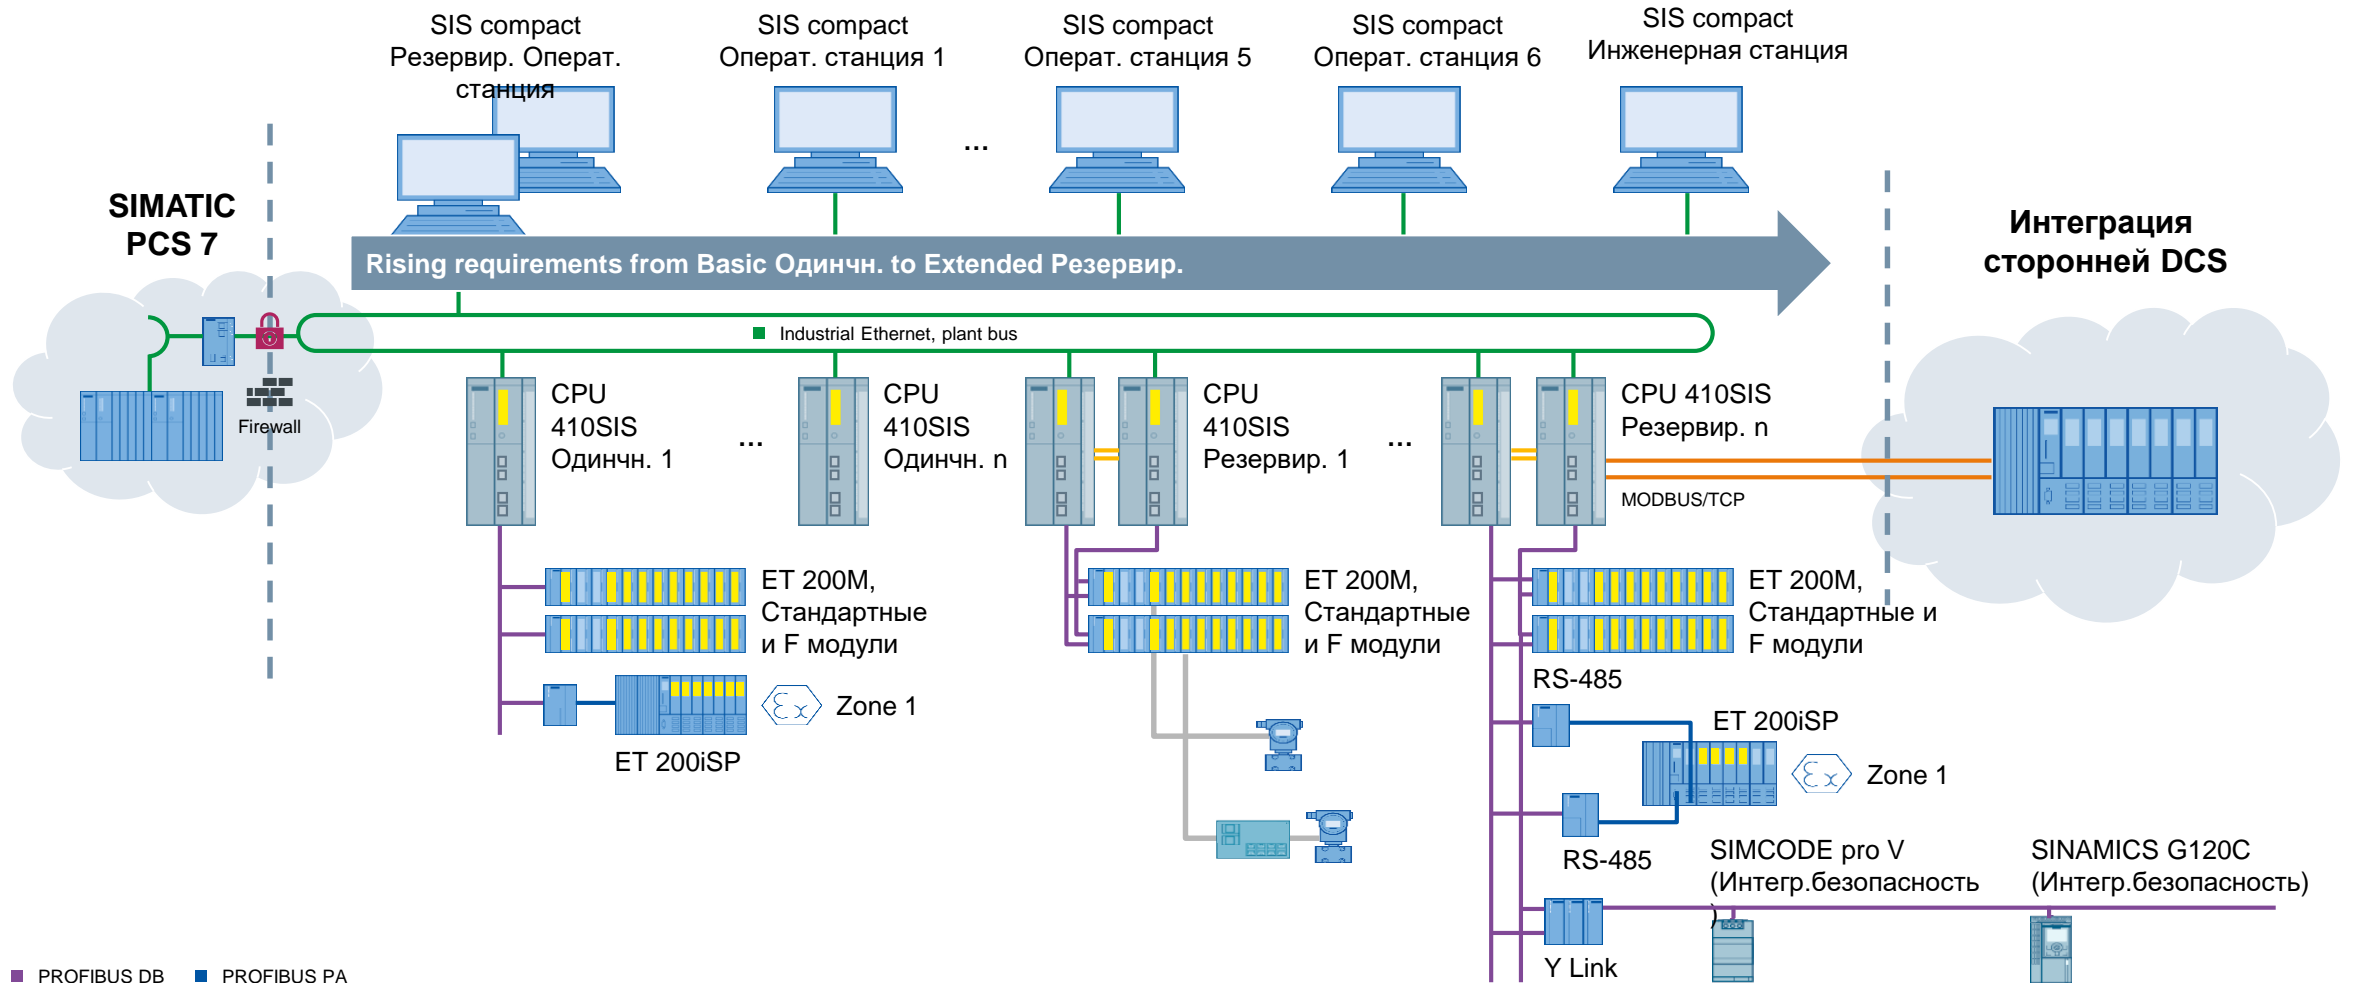 SIS compact
Резервир. Операт.
станция
SIS compact
Операт. станция 1
...
SIS compact
Операт. станция 5
SIS compact
Операт. станция 6
SIS compact
Инженерная станция
SIMATIC
PCS 7
Rising requirements from Basic Одинчн. to Extended Резервир.
Интеграция
сторонней DCS
Industrial Ethernet, plant bus
Firewall
CPU
410SIS
Одинчн. 1
...
CPU
410SIS
Одинчн. n
CPU
410SIS
Резервир. 1
...
CPU 410SIS
Резервир. n
MODBUS/TCP
ET 200M,
Стандартные
и F модули
ET 200M,
Стандартные
и F модули
ET 200M,
Стандартные и
F модули
Ex
Zone 1
ET 200iSP
RS-485
ET 200iSP
Ex
Zone 1
RS-485
SIMCODE pro V
(Интегр.безопасность
)
SINAMICS G120C
(Интегр.безопасность)
Y Link
PROFIBUS DB
PROFIBUS PA